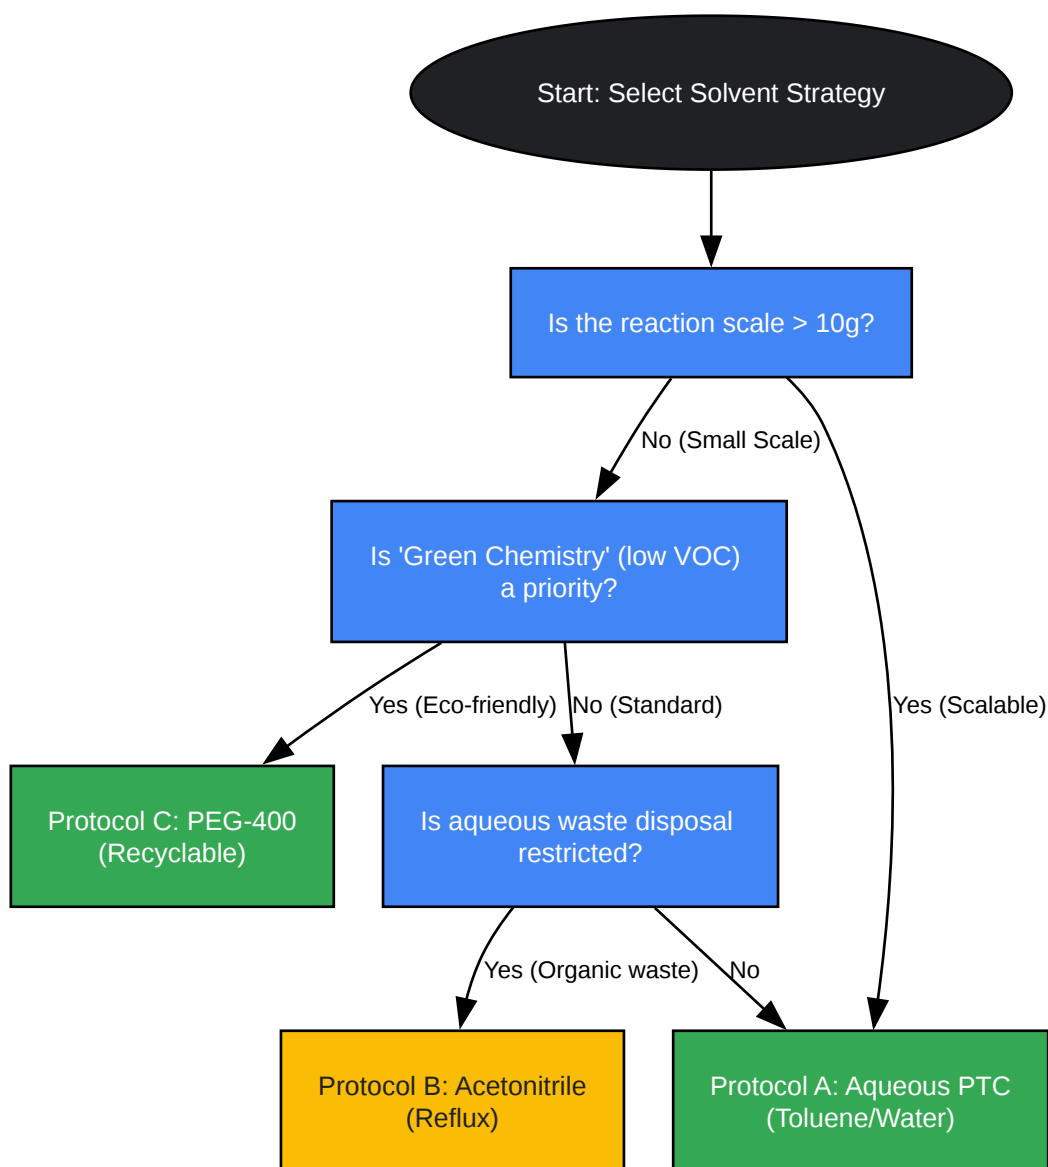 Start: Select Solvent Strategy
Is the reaction scale > 10g?
No (Small Scale)
Is 'Green Chemistry' (low VOC)
a priority?
Yes (Eco-friendly)
No (Standard)
Yes (Scalable)
Protocol C: PEG-400
(Recyclable)
Is aqueous waste disposal
restricted?
Yes (Organic waste)
No
Protocol B: Acetonitrile
(Reflux)
Protocol A: Aqueous PTC
(Toluene/Water)